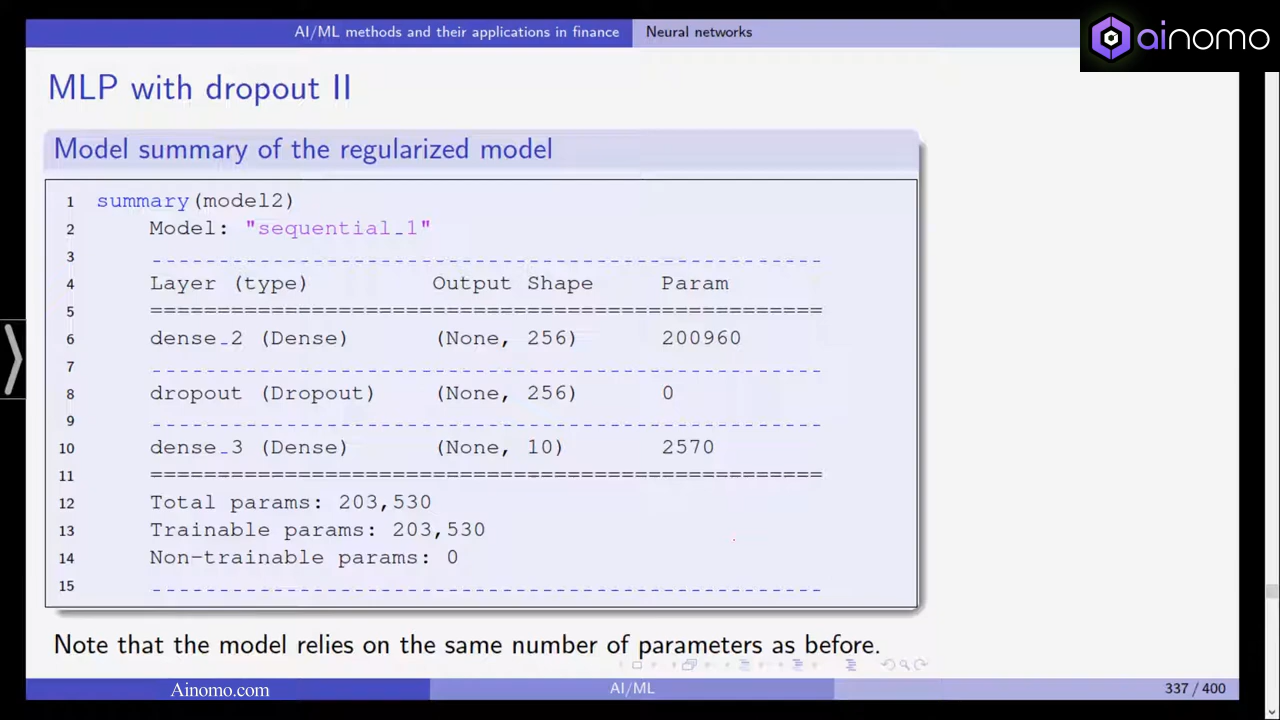 AI/ML methods and their applications in finance Neural networks
ainomo
MLP with dropout II
Model summary of the regularized model
1 summary(model2)
2 Model: "sequential_1"
3 --------------------------------------------------
4 Layer (type) Output Shape Param
5 ==================================================
6 dense_2 (Dense) (None, 256) 200960
7 --------------------------------------------------
8 dropout (Dropout) (None, 256) 0
9 --------------------------------------------------
10 dense_3 (Dense) (None, 10) 2570
11 ==================================================
12 Total params: 203,530
13 Trainable params: 203,530
14 Non-trainable params: 0
15 --------------------------------------------------
Note that the model relies on the same number of parameters as before.
Ainomo.com AI/ML 337 / 400